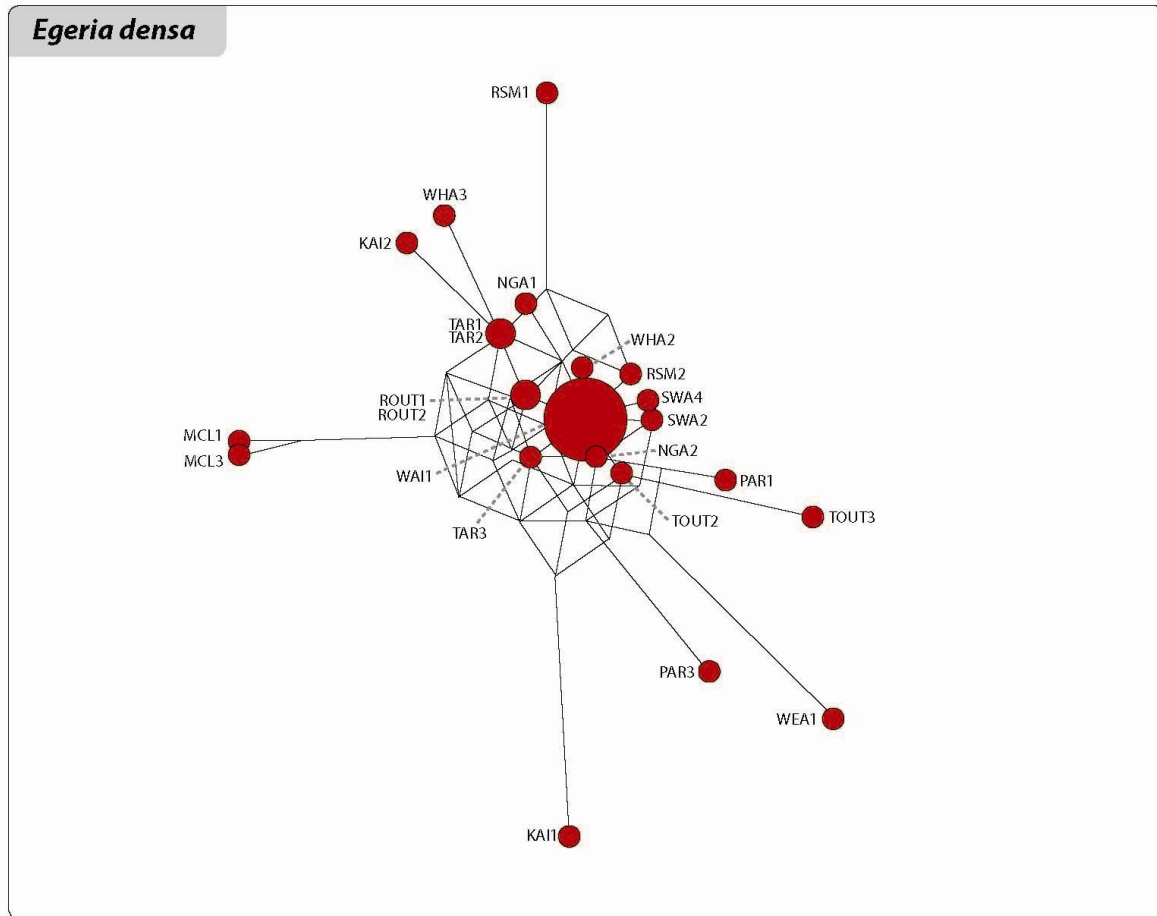 Egeria densa
RSM1
WHA3
KAI2
NGA1
TAR1
TAR2
WHA2
RSM2
ROUT1
ROUT2
SWA4
SWA2
MCL1
MCL3
NGA2
WAI1
PAR1
TOUT3
TAR3
TOUT2
PAR3
WEA1
KAI1